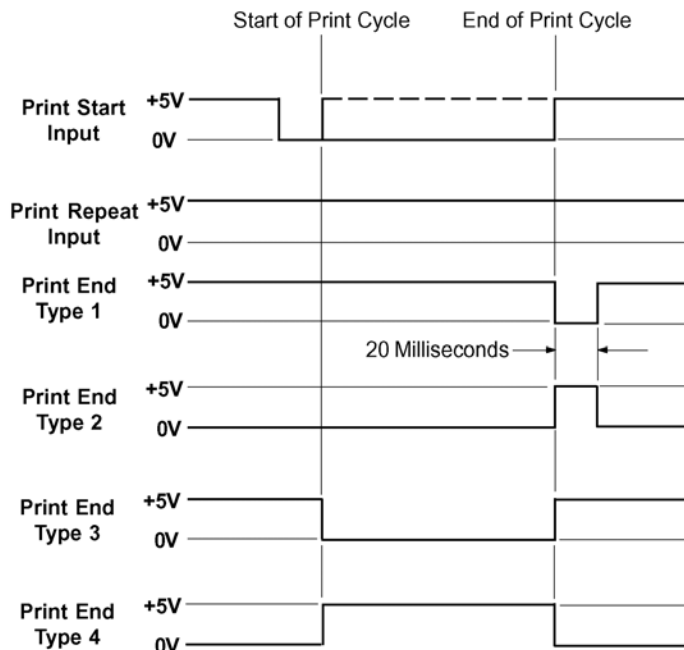 Start of Print Cycle End of Print Cycle
Print Start
Input
+5V
0V
Print Repeat
Input
+5V
0V
Print End
Type 1
+5V
0V
20 Milliseconds
Print End
Type 2
+5V
0V
Print End
Type 3
+5V
0V
Print End
Type 4
+5V
0V